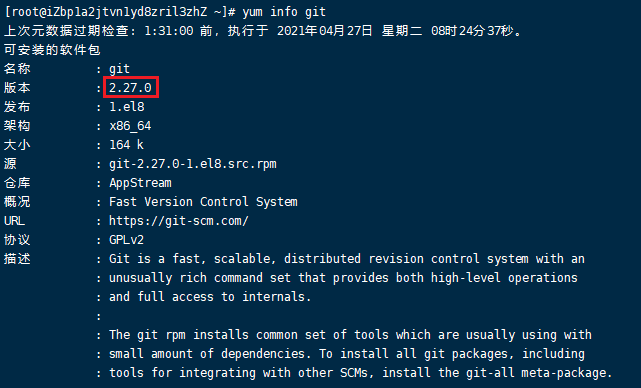 [root@iZbp1a2jtvn1yd8zril3zhZ ~]# yum info git
上次元数据过期检查: 1:31:00 前，执行于 2021年04月27日 星期二 08时24分37秒。
可安装的软件包
名称 : git
版本 : 2.27.0
发布 : 1.el8
架构 : x86_64
大小 : 164 k
源 : git-2.27.0-1.el8.src.rpm
仓库 : AppStream
概况 : Fast Version Control System
URL : https://git-scm.com/
协议 : GPLv2
描述 : Git is a fast, scalable, distributed revision control system with an
: unusually rich command set that provides both high-level operations
: and full access to internals.
:
: The git rpm installs common set of tools which are usually using with
: small amount of dependencies. To install all git packages, including
: tools for integrating with other SCMs, install the git-all meta-package.